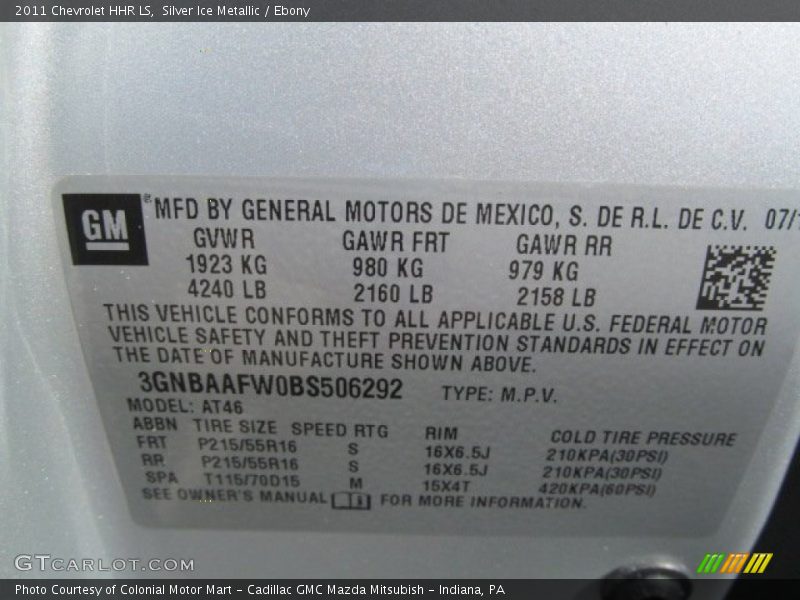 2011 Chevrolet HHR LS, Silver Ice Metallic / Ebony
GM ® MFD BY GENERAL MOTORS DE MEXICO, S. DE R.L. DE C.V. 07/
GVWR GAWR FRT GAWR RR
1923 KG 980 KG 979 KG
4240 LB 2160 LB 2158 LB
THIS VEHICLE CONFORMS TO ALL APPLICABLE U.S. FEDERAL MOTOR
VEHICLE SAFETY AND THEFT PREVENTION STANDARDS IN EFFECT ON
THE DATE OF MANUFACTURE SHOWN ABOVE.
3GNBAAFW0BS506292 TYPE: M.P.V.
MODEL: AT46
ABBN TIRE SIZE SPEED RTG RIM COLD TIRE PRESSURE
FRT P215/55R16 S 16X6.5J 210KPA(30PSI)
RR P215/55R16 S 16X6.5J 210KPA(30PSI)
SPA T115/70D15 M 15X4T 420KPA(60PSI)
SEE OWNER'S MANUAL FOR MORE INFORMATION.
GTCARLOT.COM
Photo Courtesy of Colonial Motor Mart - Cadillac GMC Mazda Mitsubish - Indiana, PA